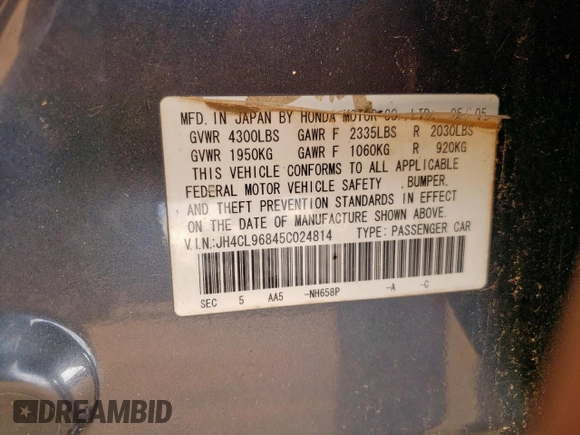 MFD. IN JAPAN BY HONDA MOTOR CO., LTD. 05/05
GVWR 4300LBS GAWR F 2335LBS R 2030LBS
GVWR 1950KG GAWR F 1060KG R 920KG
THIS VEHICLE CONFORMS TO ALL APPLICABLE
FEDERAL MOTOR VEHICLE SAFETY , BUMPER,
AND THEFT PREVENTION STANDARDS IN EFFECT
ON THE DATE OF MANUFACTURE SHOWN ABOVE.
V.I.N.:JH4CL96845C024814 TYPE: PASSENGER CAR
SEC 5 AA5 -NH658P -A -C
DREAMBID